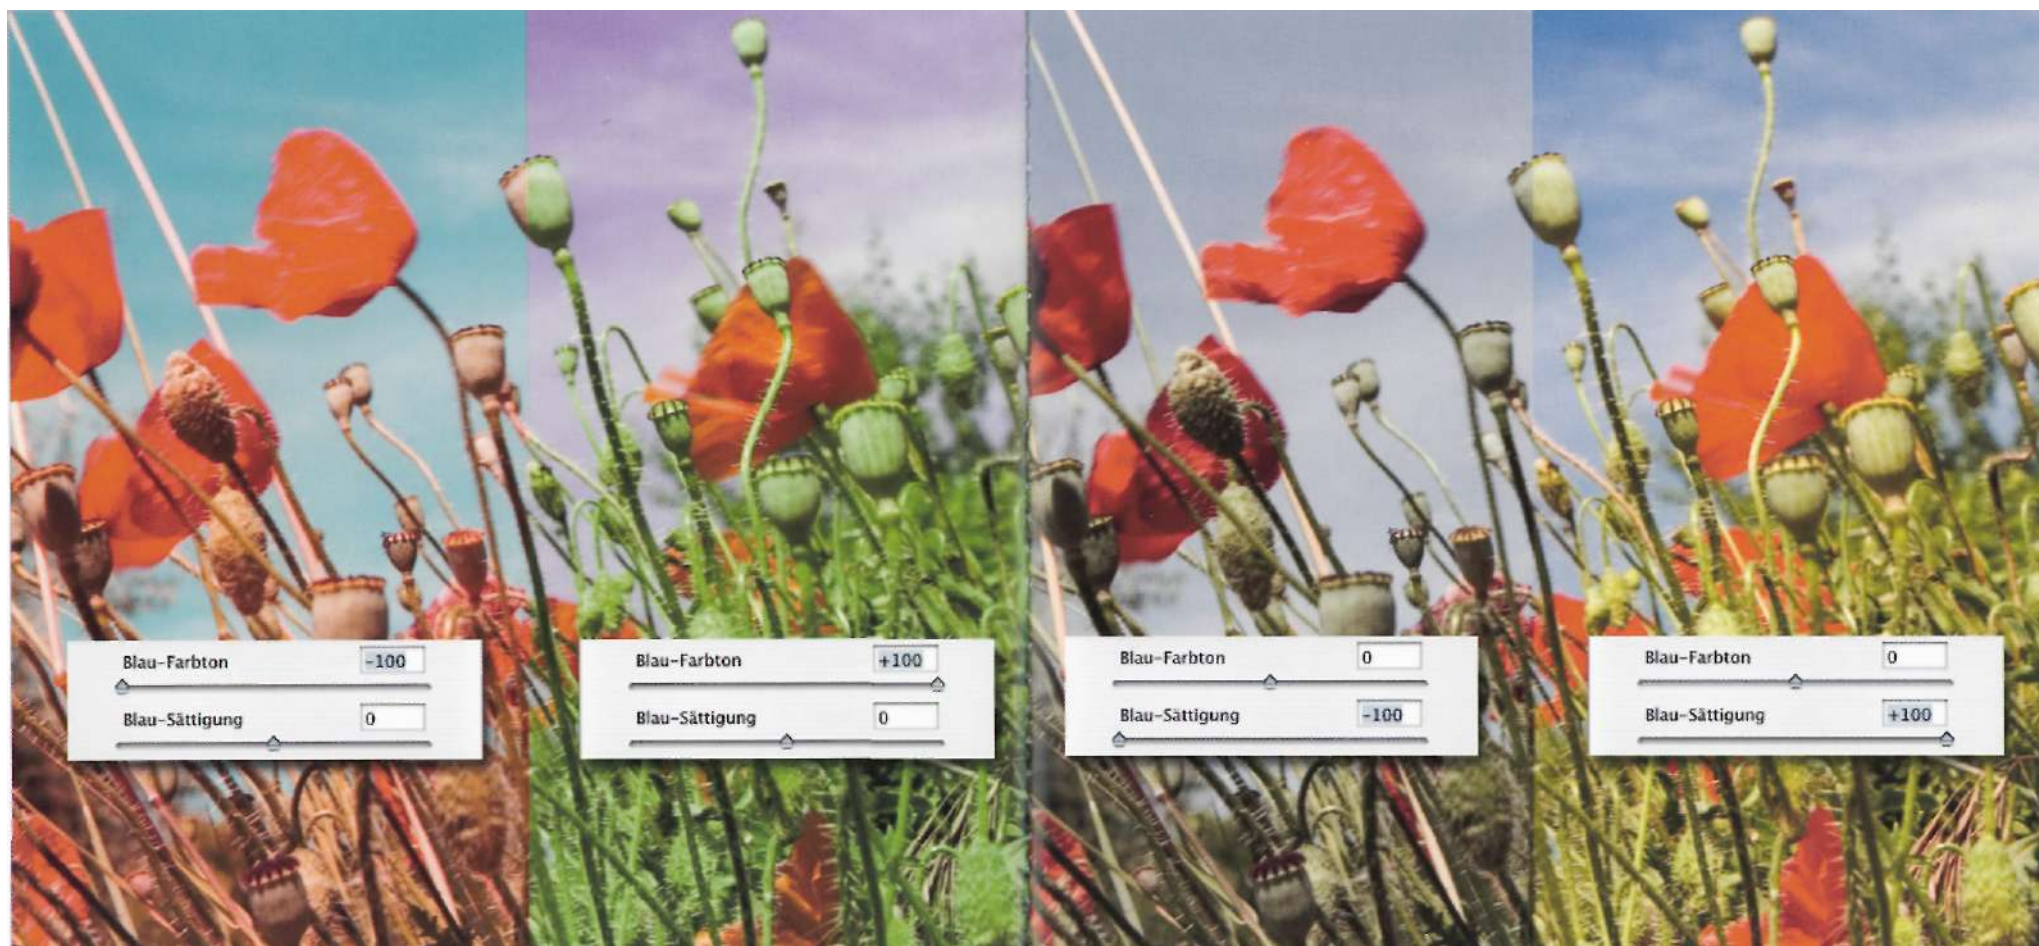 Blau-Farbton -100
Blau-Sättigung 0
Blau-Farbton +100
Blau-Sättigung 0
Blau-Farbton 0
Blau-Sättigung -100
Blau-Farbton 0
Blau-Sättigung +100